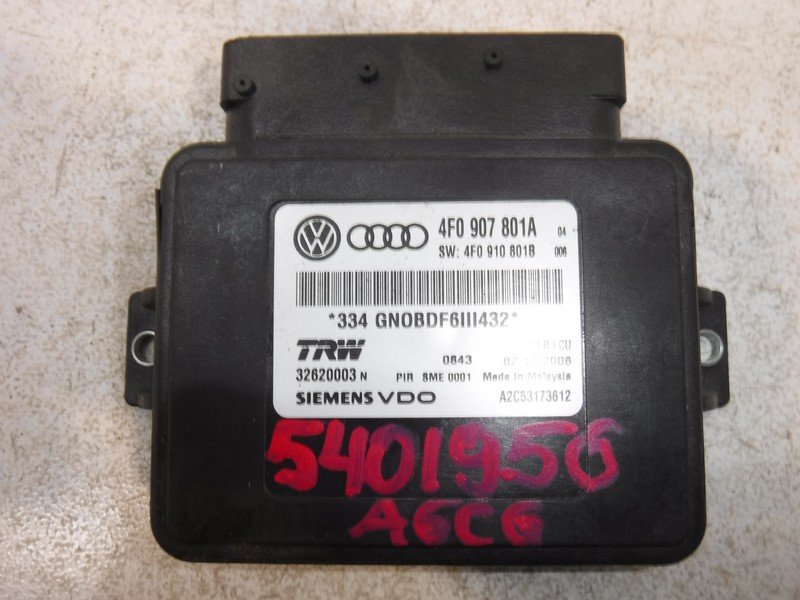 4F0 907 801A 04
SW: 4F0 910 801B 006
*334 GNOBDF6III432*
TRW
0843
32620003 N PIR SME 0001 Made in Malaysia
SIEMENS VDO A2C53173612
5401950
A6C6